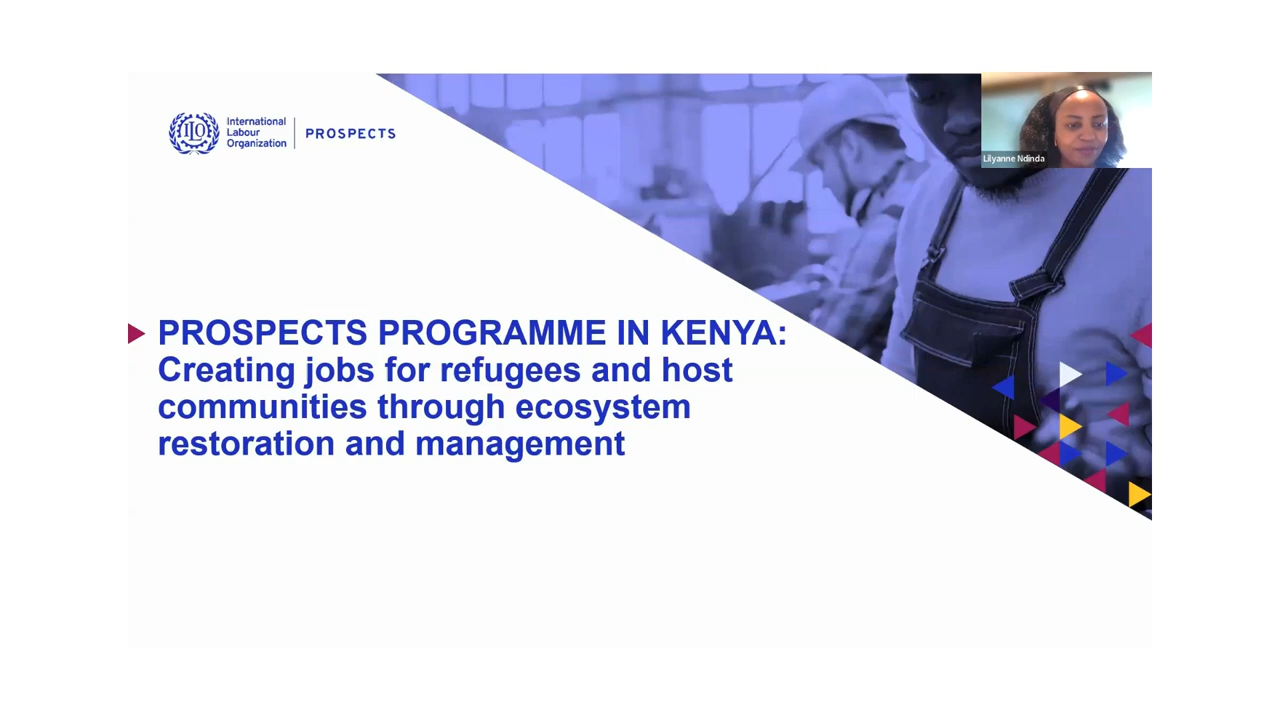 International
Labour
Organization
PROSPECTS
ILO
Lilyanne Ndinda
PROSPECTS PROGRAMME IN KENYA:
Creating jobs for refugees and host
communities through ecosystem
restoration and management